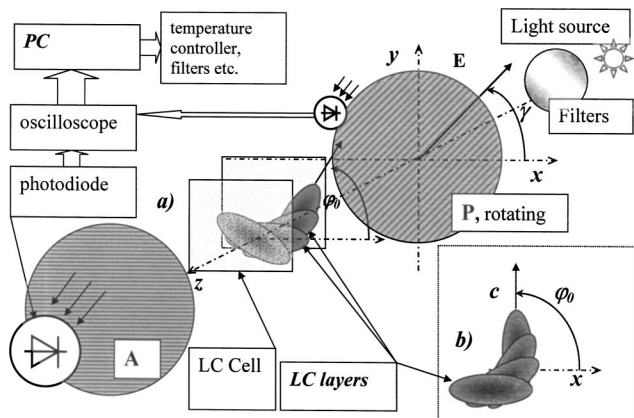 PC
temperature
controller,
filters etc.
Light source
y
E
oscilloscope
Filters
γ
photodiode
a)
φ₀
x
P, rotating
z
c
φ₀
b)
A
LC Cell
LC layers
x